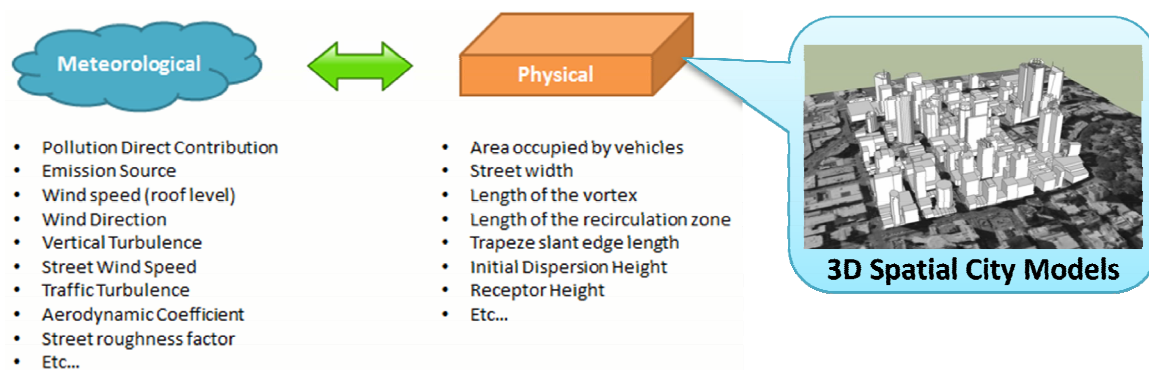 Meteorological
Physical
• Pollution Direct Contribution
• Emission Source
• Wind speed (roof level)
• Wind Direction
• Vertical Turbulence
• Street Wind Speed
• Traffic Turbulence
• Aerodynamic Coefficient
• Street roughness factor
• Etc...
• Area occupied by vehicles
• Street width
• Length of the vortex
• Length of the recirculation zone
• Trapeze slant edge length
• Initial Dispersion Height
• Receptor Height
• Etc...
3D Spatial City Models